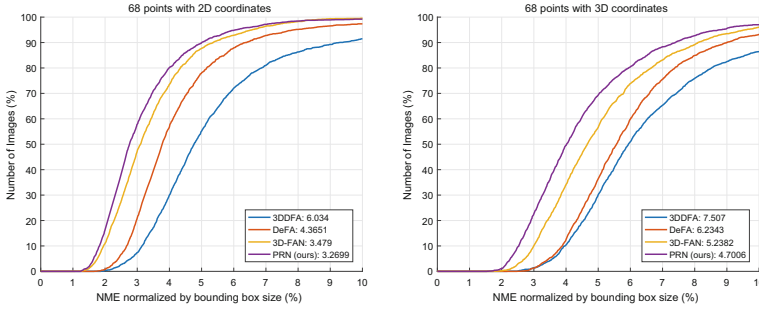 68 points with 2D coordinates
Number of Images (%)
100
90
80
70
60
50
40
30
20
10
0
3DDFA: 6.034
DeFA: 4.3651
3D-FAN: 3.479
PRN (ours): 3.2699
0 1 2 3 4 5 6 7 8 9 10
NME normalized by bounding box size (%)
68 points with 3D coordinates
Number of Images (%)
100
90
80
70
60
50
40
30
20
10
0
3DDFA: 7.507
DeFA: 6.2343
3D-FAN: 5.2382
PRN (ours): 4.7006
0 1 2 3 4 5 6 7 8 9 10
NME normalized by bounding box size (%)